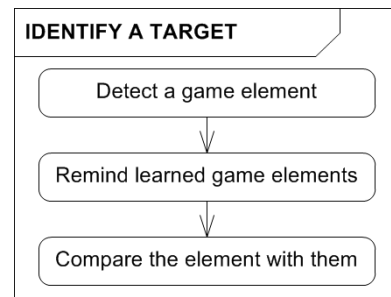 IDENTIFY A TARGET
Detect a game element
Remind learned game elements
Compare the element with them